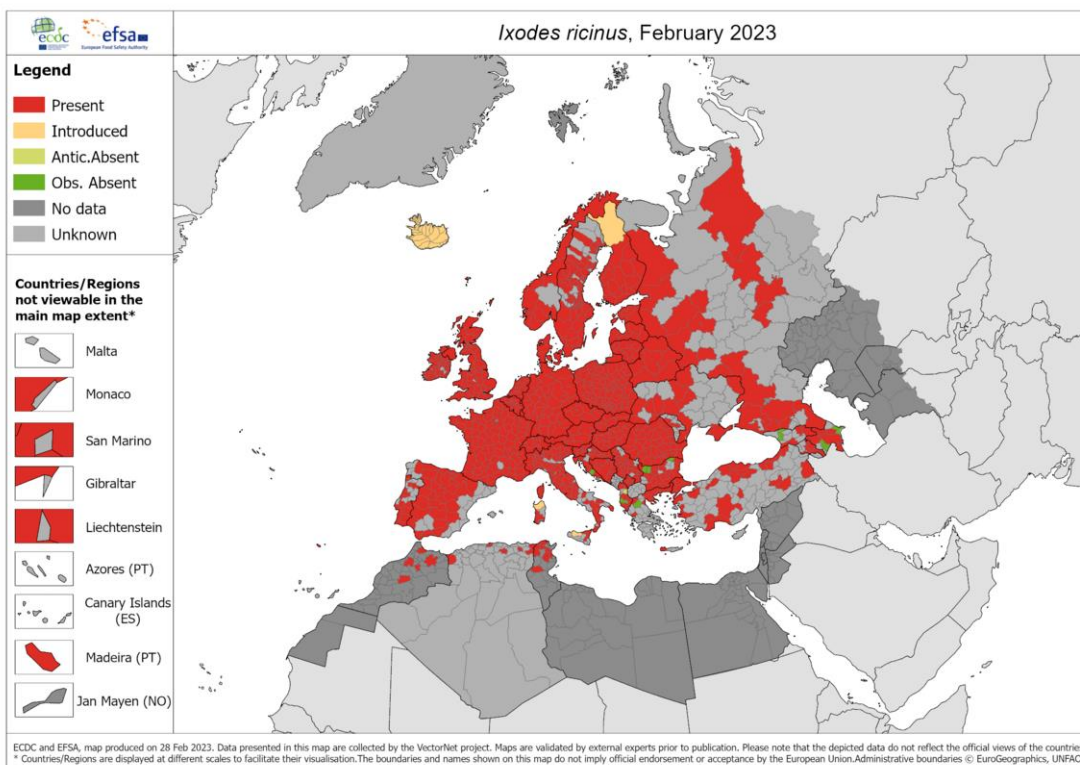 ecdc
efsa
European Food Safety Authority
Ixodes ricinus, February 2023
Legend
Present
Introduced
Antic.Absent
Obs. Absent
No data
Unknown
Countries/Regions
not viewable in the
main map extent*
Malta
Monaco
San Marino
Gibraltar
Liechtenstein
Azores (PT)
Canary Islands
(ES)
Madeira (PT)
Jan Mayen (NO)
ECDC and EFSA, map produced on 28 Feb 2023. Data presented in this map are collected by the VectorNet project. Maps are validated by external experts prior to publication. Please note that the depicted data do not reflect the official views of the countrie
* Countries/Regions are displayed at different scales to facilitate their visualisation.The boundaries and names shown on this map do not imply official endorsement or acceptance by the European Union.Administrative boundaries © EuroGeographics, UNFAO